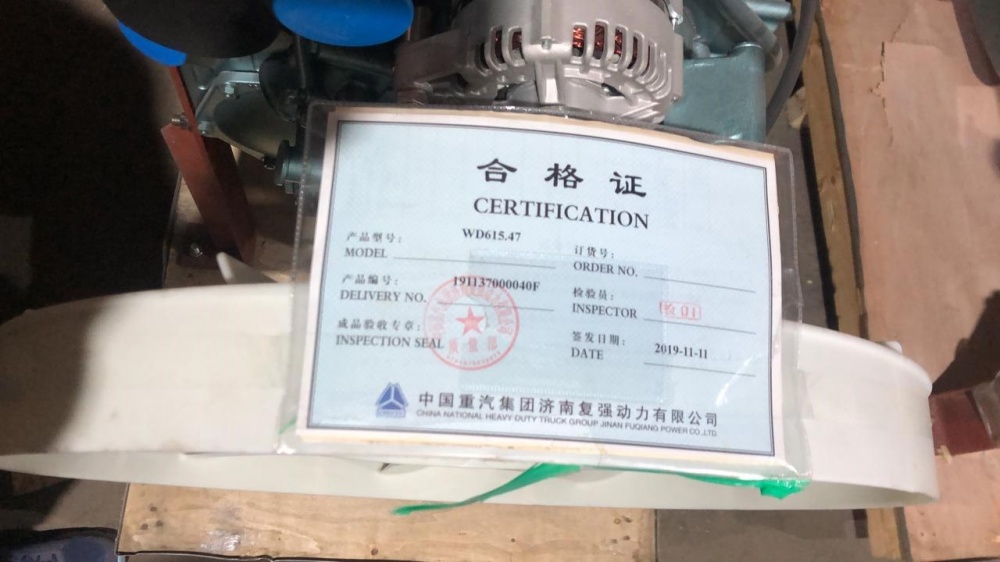 合格证
CERTIFICATION
产品型号: WD615.47
MODEL
订货号:
ORDER NO.
产品编号: 191137000040F
DELIVERY NO.
检验员:
INSPECTOR 检01
成品验收专章:
INSPECTION SEAL
质量部
签发日期: 2019-11-11
DATE
中国重汽集团济南复强动力有限公司
CHINA NATIONAL HEAVY DUTY TRUCK GROUP JINAN FUQIANG POWER CO.,LTD.